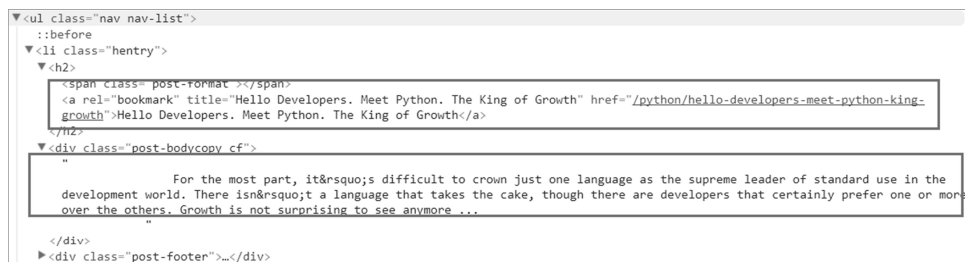 ▼<ul class="nav nav-list">
::before
▼<li class="hentry">
▼<h2>
<span class="post-format"></span>
<a rel="bookmark" title="Hello Developers. Meet Python. The King of Growth" href="/python/hello-developers-meet-python-king-
growth">Hello Developers. Meet Python. The King of Growth</a>
</h2>
▼<div class="post-bodycopy cf">
"
For the most part, it&rsquo;s difficult to crown just one language as the supreme leader of standard use in the
development world. There isn&rsquo;t a language that takes the cake, though there are developers that certainly prefer one or more
over the others. Growth is not surprising to see anymore ...
"
</div>
▶<div class="post-footer">…</div>